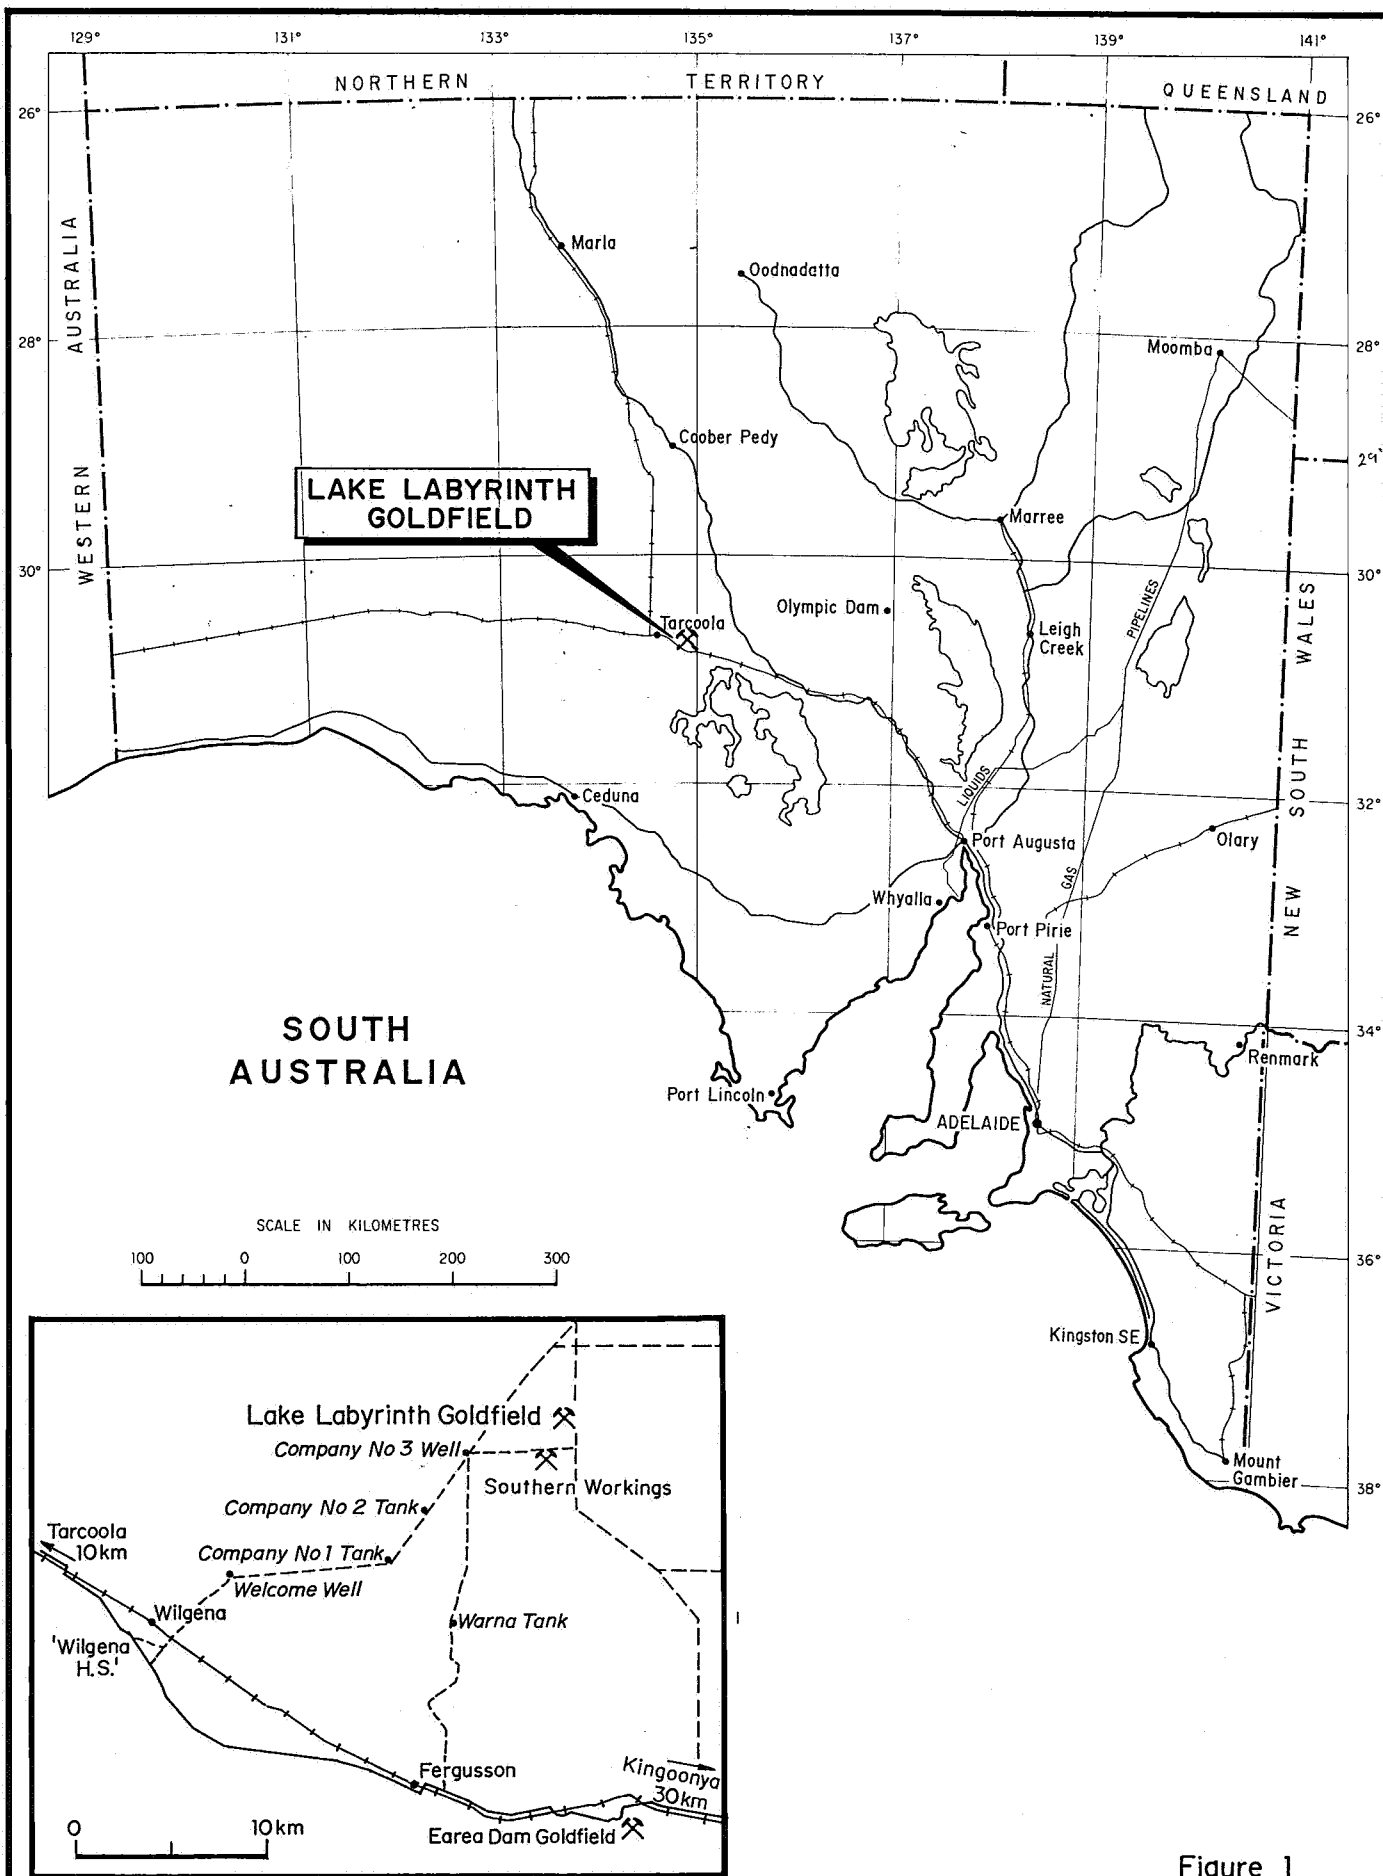 129° 131° 133° 135° 137° 139° 141°
NORTHERN TERRITORY
QUEENSLAND
26° 26°
WESTERN AUSTRALIA
Marla
Oodnadatta
28° 28°
Moomba
Coober Pedy
29°
LAKE LABYRINTH
GOLDFIELD
Marree
30° 30°
Olympic Dam
Tarcoola
Leigh
Creek
PIPELINES
LIQUIDS
NEW SOUTH WALES
Ceduna
32°
Port Augusta
Olary
GAS
Whyalla
Port Pirie
NATURAL
SOUTH
AUSTRALIA
34°
Renmark
Port Lincoln
ADELAIDE
VICTORIA
SCALE IN KILOMETRES
100 0 100 200 300
36°
Kingston SE
Mount
Gambier
38°
Lake Labyrinth Goldfield
Company No 3 Well
Southern Workings
Company No 2 Tank
Tarcoola
10km
Company No 1 Tank
Welcome Well
Wilgena
Warna Tank
'Wilgena
H.S.'
Fergusson
Kingoonya
30km
Earea Dam Goldfield
0 10km
Figure 1